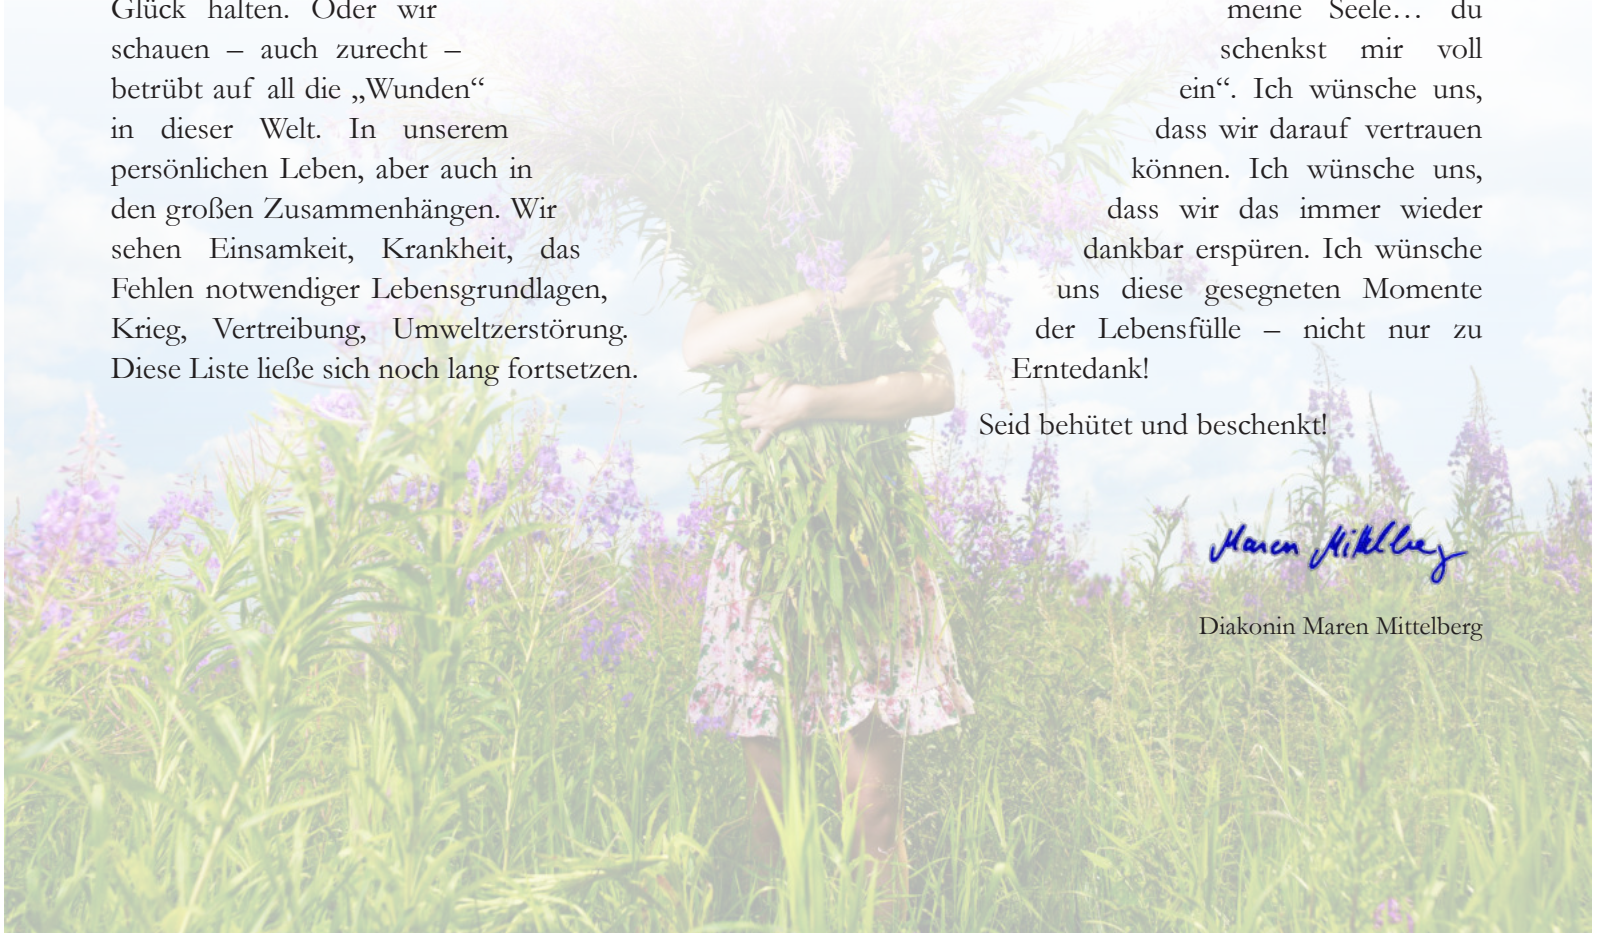 Glück halten. Oder wir
schauen – auch zurecht –
betrübt auf all die „Wunden“
in dieser Welt. In unserem
persönlichen Leben, aber auch in
den großen Zusammenhängen. Wir
sehen Einsamkeit, Krankheit, das
Fehlen notwendiger Lebensgrundlagen,
Krieg, Vertreibung, Umweltzerstörung.
Diese Liste ließe sich noch lang fortsetzen.
meine Seele… du
schenkst mir voll
ein“. Ich wünsche uns,
dass wir darauf vertrauen
können. Ich wünsche uns,
dass wir das immer wieder
dankbar erspüren. Ich wünsche
uns diese gesegneten Momente
der Lebensfülle – nicht nur zu
Erntedank!
Seid behütet und beschenkt!
Maren Mittelberg
Diakonin Maren Mittelberg